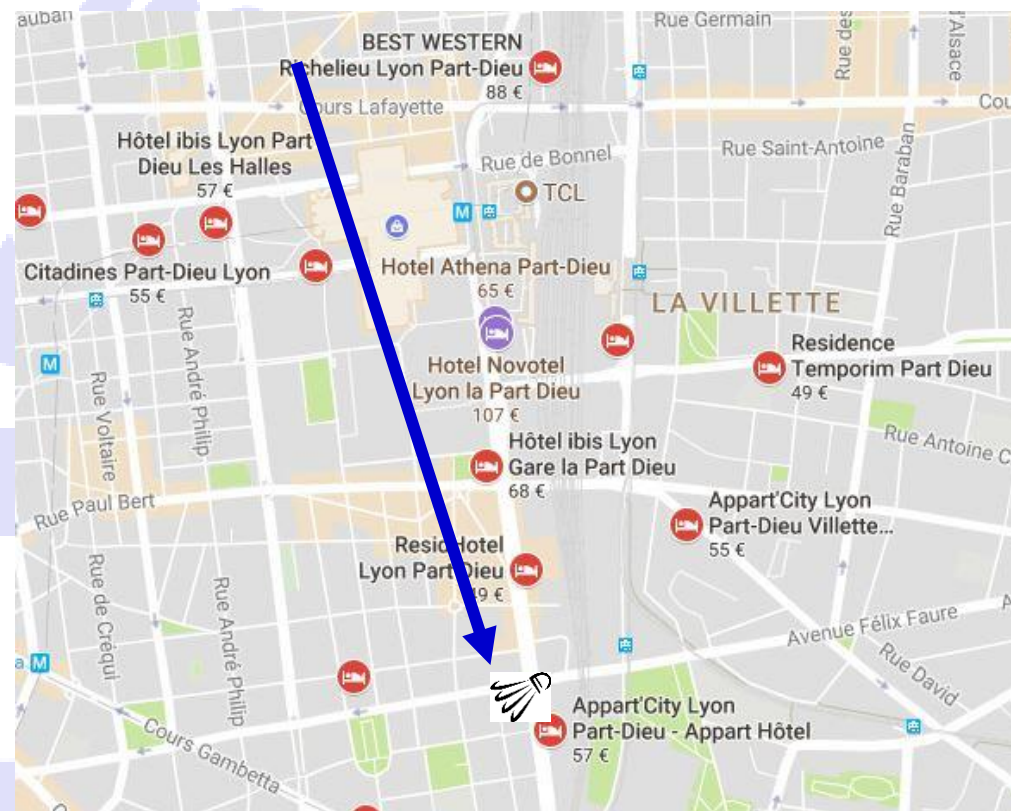 auban
Rue Germain
Rue des
d'Alsace
BEST WESTERN
Richelieu Lyon Part-Dieu
88 €
Cours Lafayette
Cou
Hôtel ibis Lyon Part
Dieu Les Halles
57 €
Rue de Bonnel
Rue Saint-Antoine
Rue Baraban
TCL
M
Citadines Part-Dieu Lyon
55 €
Hotel Athena Part-Dieu
65 €
LA VILLETTE
Rue André Philip
M
Hotel Novotel
Lyon la Part Dieu
107 €
Residence
Temporim Part Dieu
49 €
Rue Voltaire
Hôtel ibis Lyon
Gare la Part Dieu
68 €
Rue Antoine C
Rue Paul Bert
Appart'City Lyon
Part-Dieu Villette...
55 €
ResidHotel
Lyon Part Dieu
49 €
Rue de Créqui
Rue André Philip
Avenue Félix Faure
A
Rue David
a M
Appart'City Lyon
Part-Dieu - Appart Hôtel
57 €
Cours Gambetta